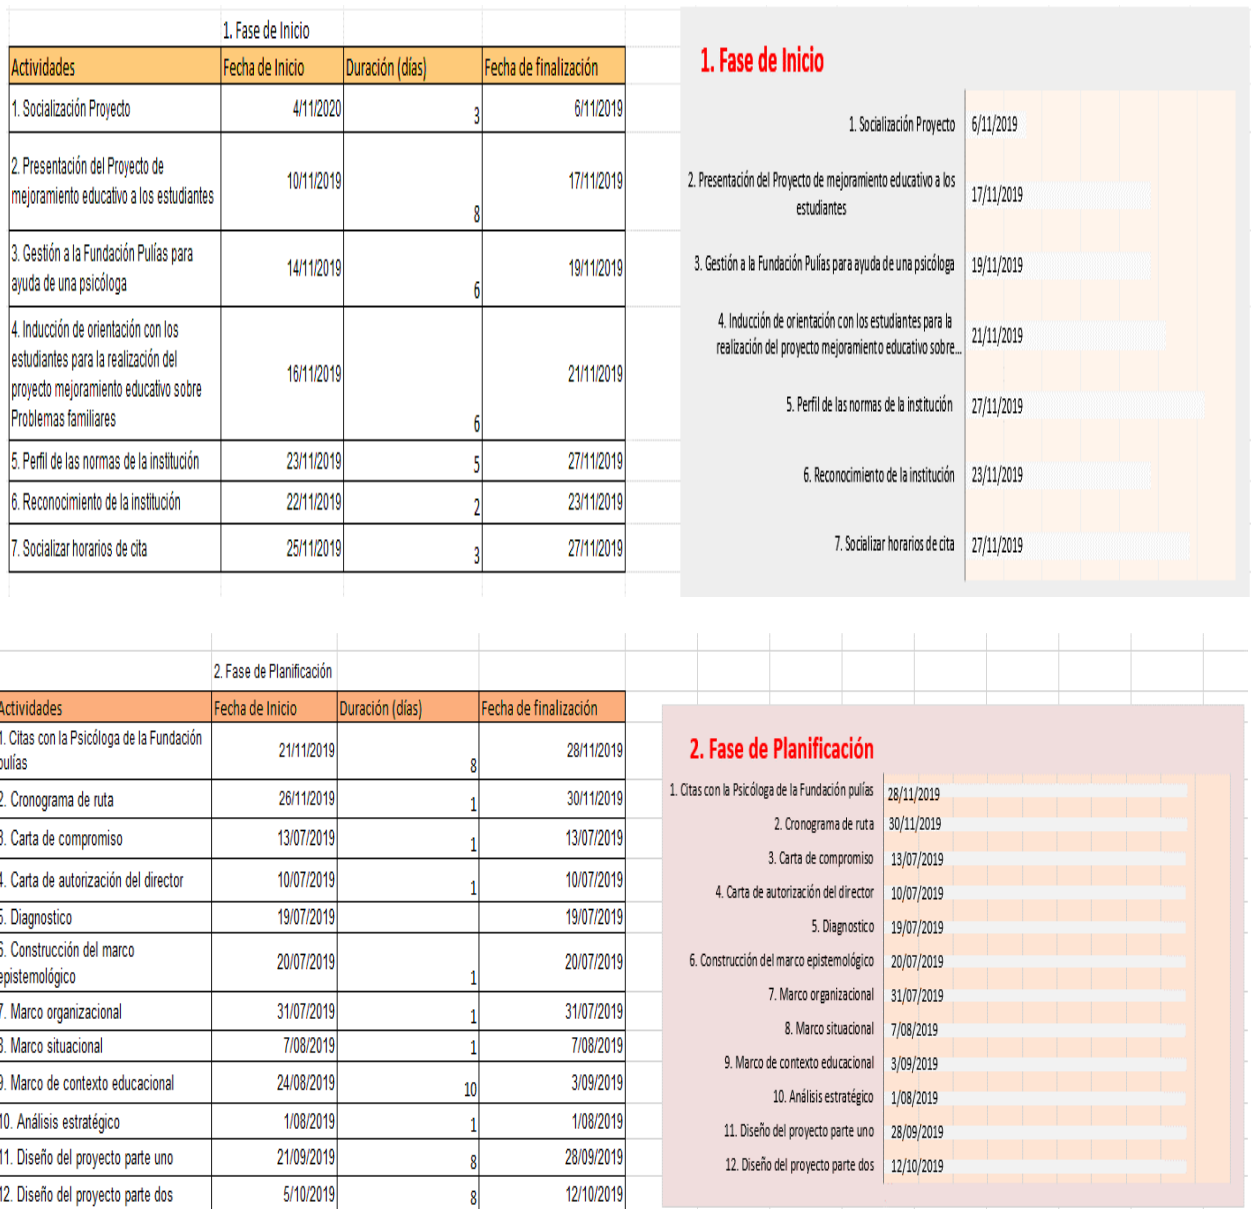 1. Fase de Inicio
Actividades Fecha de Inicio Duración (días) Fecha de finalización
1. Socialización Proyecto 4/11/2020 3 6/11/2019
2. Presentación del Proyecto de
mejoramiento educativo a los estudiantes 10/11/2019 8 17/11/2019
3. Gestión a la Fundación Pulías para
ayuda de una psicóloga 14/11/2019 6 19/11/2019
4. Inducción de orientación con los
estudiantes para la realización del
proyecto mejoramiento educativo sobre
Problemas familiares 16/11/2019 6 21/11/2019
5. Perfil de las normas de la institución 23/11/2019 5 27/11/2019
6. Reconocimiento de la institución 22/11/2019 2 23/11/2019
7. Socializar horarios de cita 25/11/2019 3 27/11/2019
1. Fase de Inicio
1. Socialización Proyecto 6/11/2019
2. Presentación del Proyecto de mejoramiento educativo a los
estudiantes 17/11/2019
3. Gestión a la Fundación Pulías para ayuda de una psicóloga 19/11/2019
4. Inducción de orientación con los estudiantes para la
realización del proyecto mejoramiento educativo sobre... 21/11/2019
5. Perfil de las normas de la institución 27/11/2019
6. Reconocimiento de la institución 23/11/2019
7. Socializar horarios de cita 27/11/2019
2. Fase de Planificación
Actividades Fecha de Inicio Duración (días) Fecha de finalización
1. Citas con la Psicóloga de la Fundación
pulías 21/11/2019 8 28/11/2019
2. Cronograma de ruta 26/11/2019 1 30/11/2019
3. Carta de compromiso 13/07/2019 1 13/07/2019
4. Carta de autorización del director 10/07/2019 1 10/07/2019
5. Diagnostico 19/07/2019 19/07/2019
6. Construcción del marco
epistemológico 20/07/2019 1 20/07/2019
7. Marco organizacional 31/07/2019 1 31/07/2019
8. Marco situacional 7/08/2019 1 7/08/2019
9. Marco de contexto educacional 24/08/2019 10 3/09/2019
10. Análisis estratégico 1/08/2019 1 1/08/2019
11. Diseño del proyecto parte uno 21/09/2019 8 28/09/2019
12. Diseño del proyecto parte dos 5/10/2019 8 12/10/2019
2. Fase de Planificación
1. Citas con la Psicóloga de la Fundación pulías 28/11/2019
2. Cronograma de ruta 30/11/2019
3. Carta de compromiso 13/07/2019
4. Carta de autorización del director 10/07/2019
5. Diagnostico 19/07/2019
6. Construcción del marco epistemológico 20/07/2019
7. Marco organizacional 31/07/2019
8. Marco situacional 7/08/2019
9. Marco de contexto educacional 3/09/2019
10. Análisis estratégico 1/08/2019
11. Diseño del proyecto parte uno 28/09/2019
12. Diseño del proyecto parte dos 12/10/2019